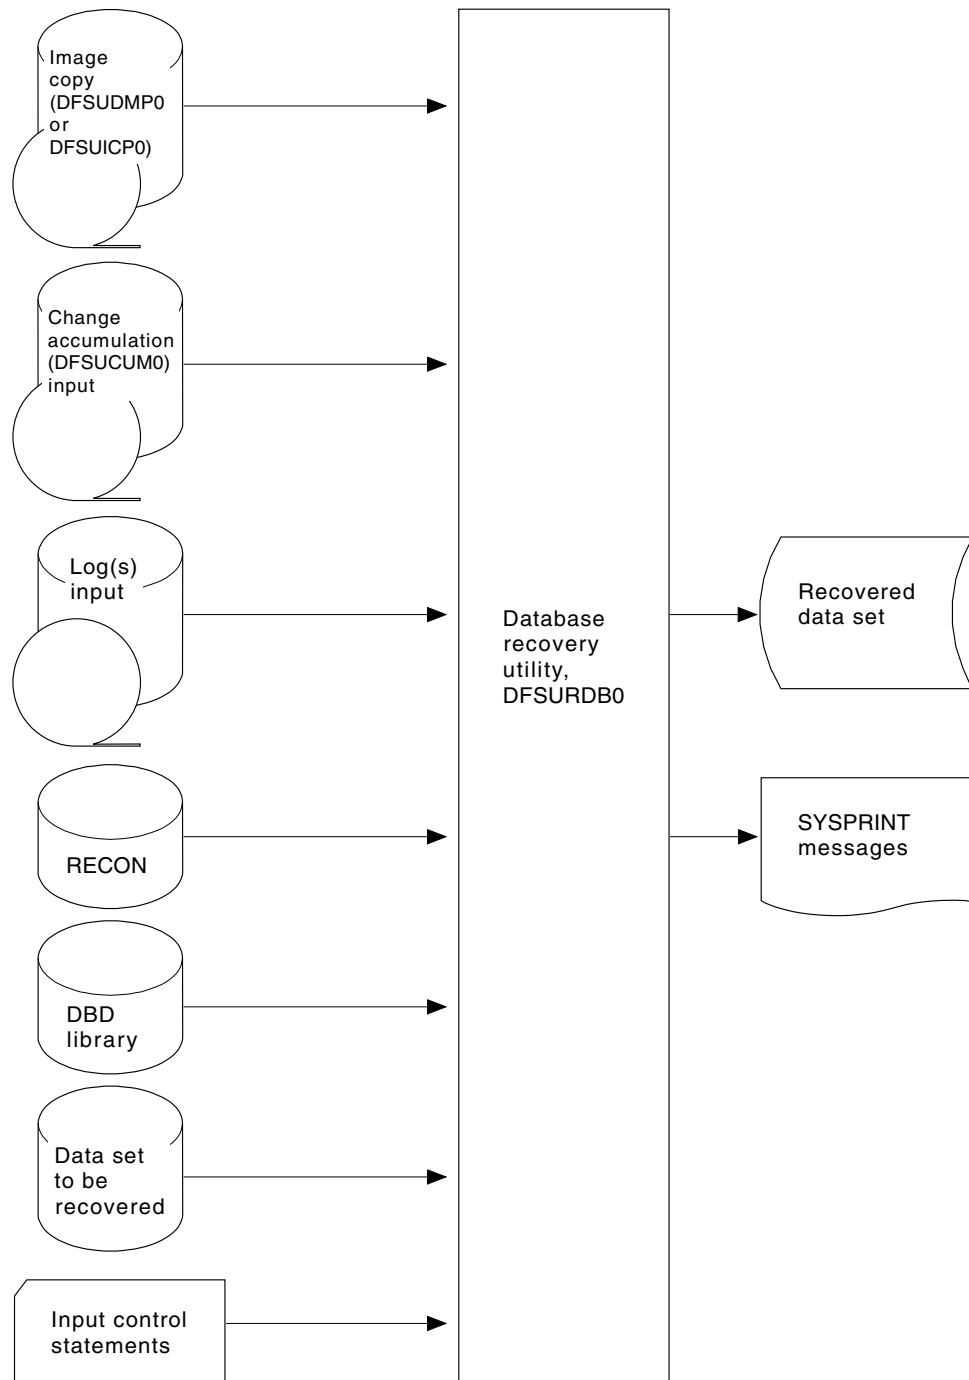 Image
copy
(DFSUDMP0
or
DFSUICP0)
Change
accumulation
(DFSUCUM0)
input
Log(s)
input
RECON
DBD
library
Data set
to be
recovered
Input control
statements
Database
recovery
utility,
DFSURDB0
Recovered
data set
SYSPRINT
messages